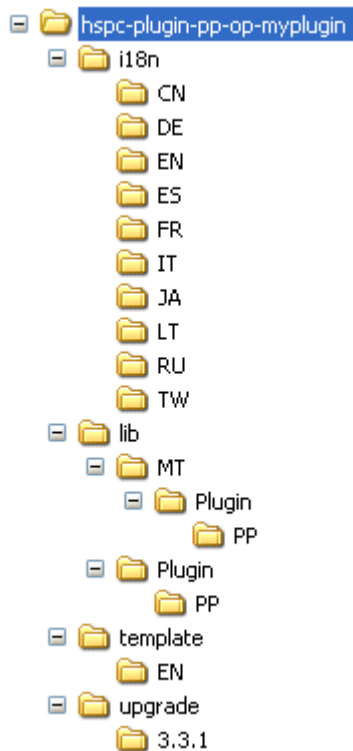 hspc-plugin-pp-op-myplugin
i18n
CN
DE
EN
ES
FR
IT
JA
LT
RU
TW
lib
MT
Plugin
PP
Plugin
PP
template
EN
upgrade
3.3.1